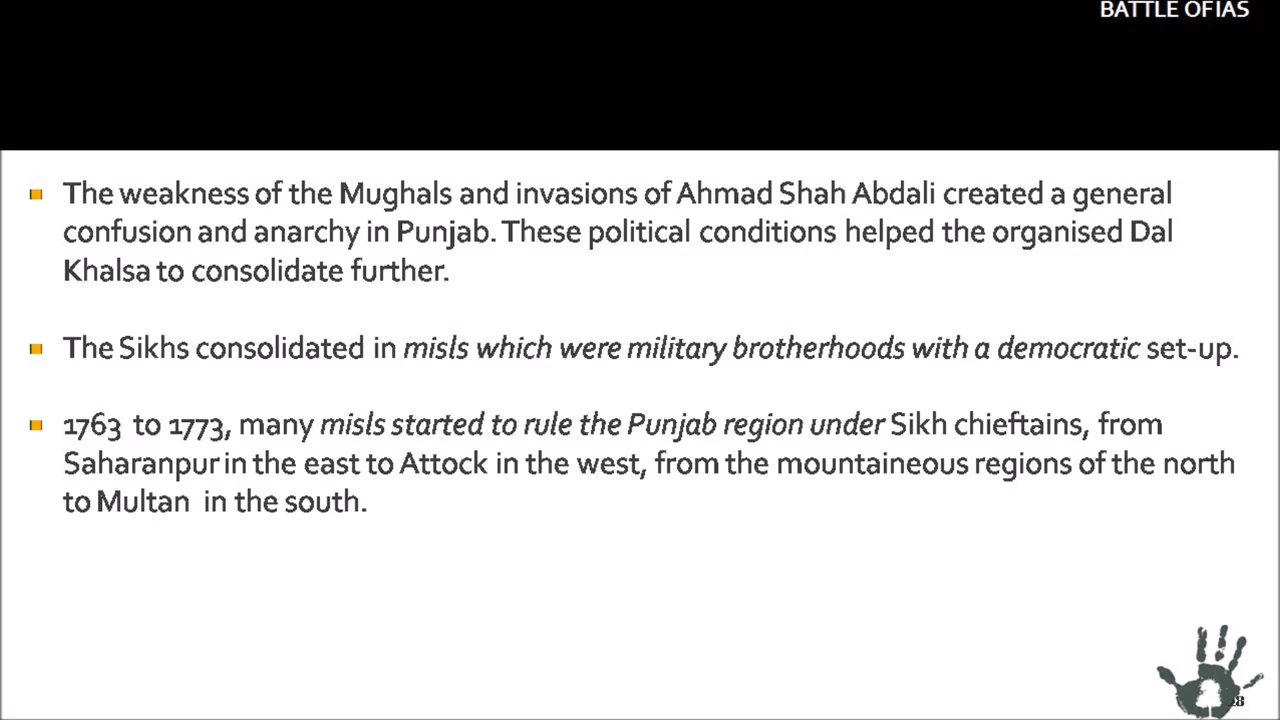 BATTLE OF IAS
The weakness of the Mughals and invasions of Ahmad Shah Abdali created a general
confusion and anarchy in Punjab. These political conditions helped the organised Dal
Khalsa to consolidate further.
The Sikhs consolidated in misls which were military brotherhoods with a democratic set-up.
1763 to 1773, many misls started to rule the Punjab region under Sikh chieftains, from
Saharanpur in the east to Attock in the west, from the mountaineous regions of the north
to Multan in the south.